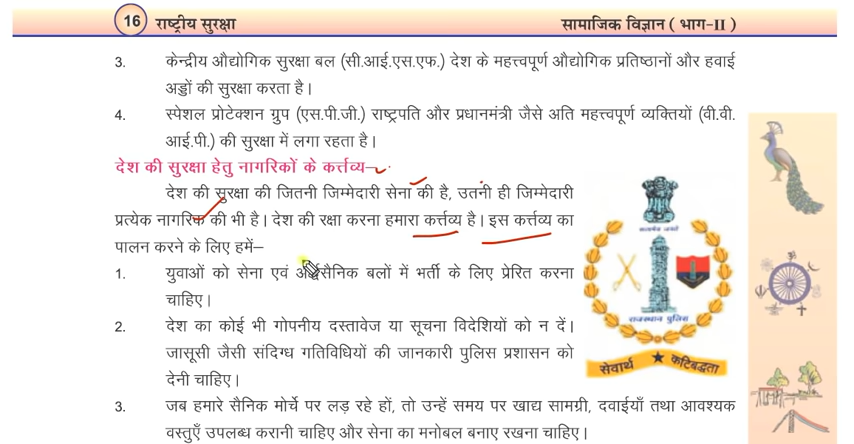 16 राष्ट्रीय सुरक्षा सामाजिक विज्ञान ( भाग-II )
3. केन्द्रीय औद्योगिक सुरक्षा बल (सी.आई.एस.एफ.) देश के महत्त्वपूर्ण औद्योगिक प्रतिष्ठानों और हवाई
अड्डों की सुरक्षा करता है।
4. स्पेशल प्रोटेक्शन ग्रुप (एस.पी.जी.) राष्ट्रपति और प्रधानमंत्री जैसे अति महत्त्वपूर्ण व्यक्तियों (वी.वी.
आई.पी.) की सुरक्षा में लगा रहता है।
देश की सुरक्षा हेतु नागरिकों के कर्त्तव्य–
देश की सुरक्षा की जितनी जिम्मेदारी सेना की है, उतनी ही जिम्मेदारी
प्रत्येक नागरिक की भी है। देश की रक्षा करना हमारा कर्त्तव्य है। इस कर्त्तव्य का
पालन करने के लिए हमें–
1. युवाओं को सेना एवं अर्द्धसैनिक बलों में भर्ती के लिए प्रेरित करना
चाहिए।
2. देश का कोई भी गोपनीय दस्तावेज या सूचना विदेशियों को न दें।
जासूसी जैसी संदिग्ध गतिविधियों की जानकारी पुलिस प्रशासन को
देनी चाहिए।
3. जब हमारे सैनिक मोर्चे पर लड़ रहे हों, तो उन्हें समय पर खाद्य सामग्री, दवाईयाँ तथा आवश्यक
वस्तुएँ उपलब्ध करानी चाहिए और सेना का मनोबल बनाए रखना चाहिए।
सत्यमेव जयते
राजस्थान पुलिस
सेवार्थ कटिबद्धता